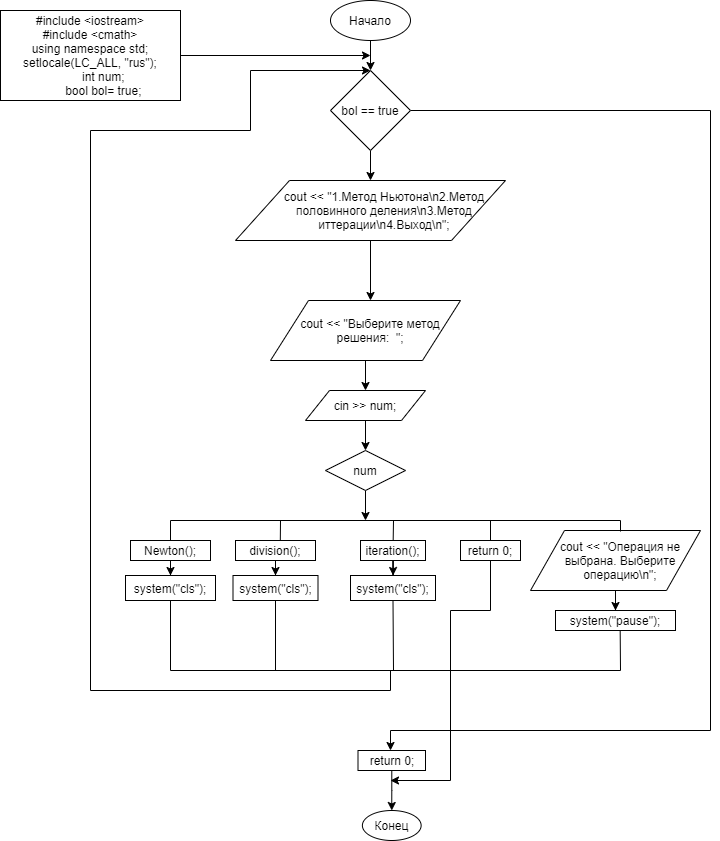 Начало
#include <iostream>
#include <cmath>
using namespace std;
setlocale(LC_ALL, "rus");
int num;
bool bol= true;
bol == true
cout << "1.Метод Ньютона\n2.Метод
половинного деления\n3.Метод
иттерации\n4.Выход\n";
cout << "Выберите метод
решения:  ";
cin >> num;
num
Newton();
division();
iteration();
return 0;
cout << "Операция не
выбрана. Выберите
операцию\n";
system("cls");
system("cls");
system("cls");
system("pause");
return 0;
Конец